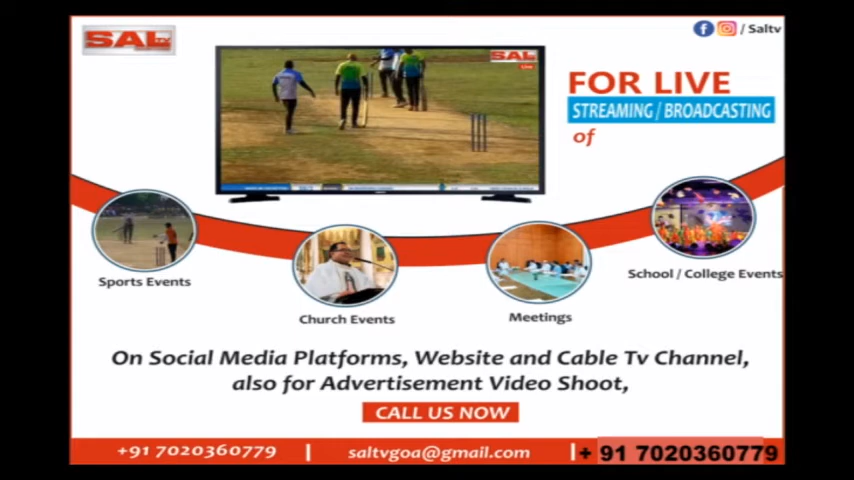 SAL TV
/ Saltv
SAL
FOR LIVE
STREAMING / BROADCASTING
of
Sports Events
Church Events
Meetings
School / College Events
On Social Media Platforms, Website and Cable Tv Channel,
also for Advertisement Video Shoot,
CALL US NOW
+91 7020360779 | saltvgoa@gmail.com | + 91 7020360779